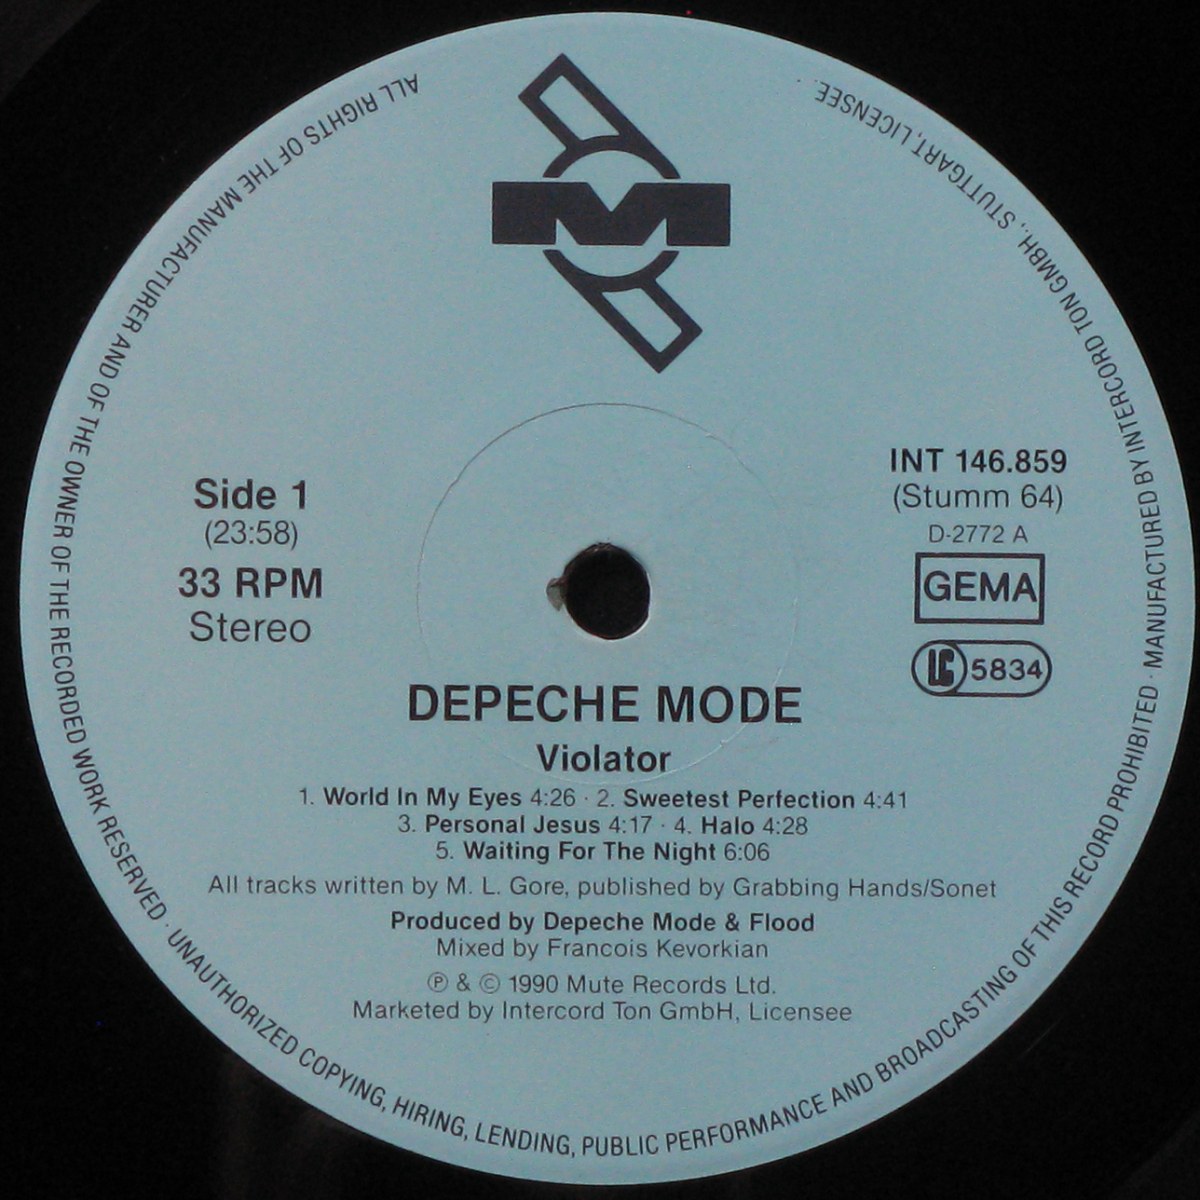 M
Side 1
(23:58)
33 RPM
Stereo
INT 146.859
(Stumm 64)
D-2772 A
GEMA
LC 5834
DEPECHE MODE
Violator
1. World In My Eyes 4:26 · 2. Sweetest Perfection 4:41
3. Personal Jesus 4:17 · 4. Halo 4:28
5. Waiting For The Night 6:06
All tracks written by M. L. Gore, published by Grabbing Hands/Sonet
Produced by Depeche Mode & Flood
Mixed by Francois Kevorkian
Ⓟ & © 1990 Mute Records Ltd.
Marketed by Intercord Ton GmbH, Licensee
ALL RIGHTS OF THE MANUFACTURER AND OF THE OWNER OF THE RECORDED WORK RESERVED · UNAUTHORIZED COPYING, HIRING, LENDING, PUBLIC PERFORMANCE AND BROADCASTING OF THIS RECORD PROHIBITED · MANUFACTURED BY INTERCORD TON GMBH., STUTTGART, LICENSEE